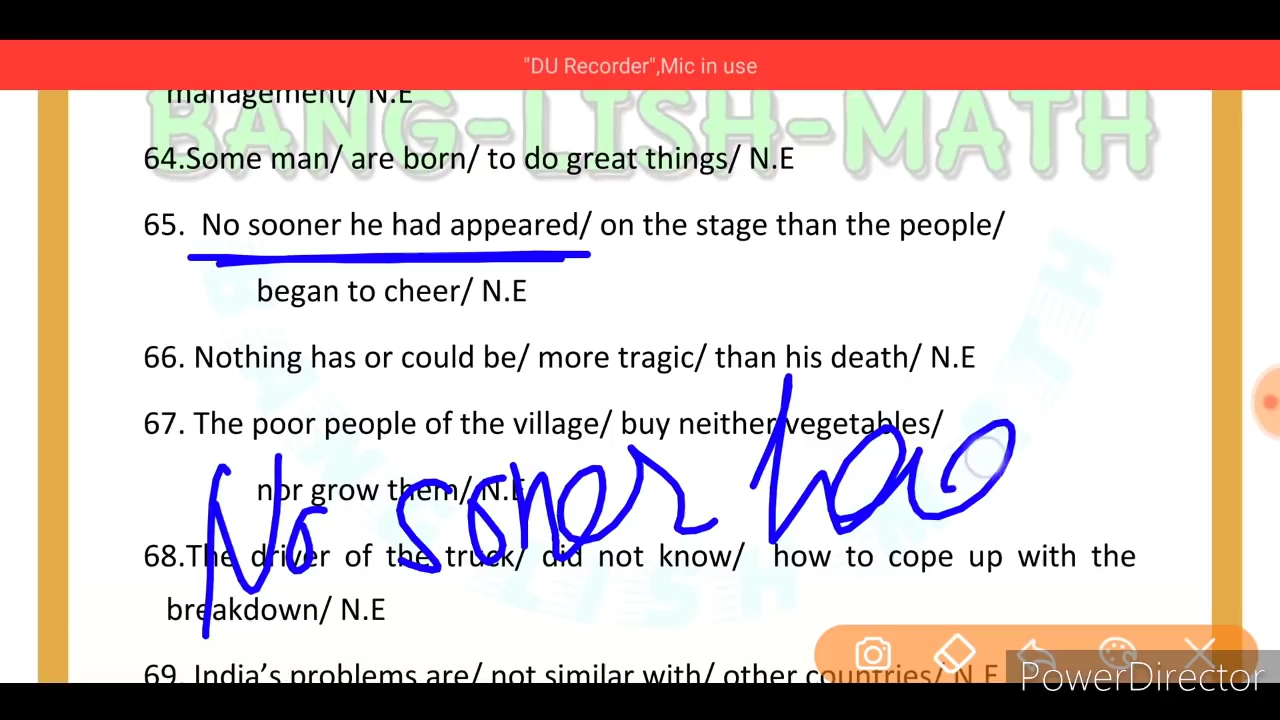 "DU Recorder",Mic in use
management/ N.E
BANG-LISH-MATH
64.Some man/ are born/ to do great things/ N.E
65. No sooner he had appeared/ on the stage than the people/
began to cheer/ N.E
66. Nothing has or could be/ more tragic/ than his death/ N.E
67. The poor people of the village/ buy neither vegetables/
nor grow them/ N.E
No soner hao
68.The driver of the truck/ did not know/ how to cope up with the
breakdown/ N.E
69. India's problems are/ not similar with/ other countries/ N.E
PowerDirector